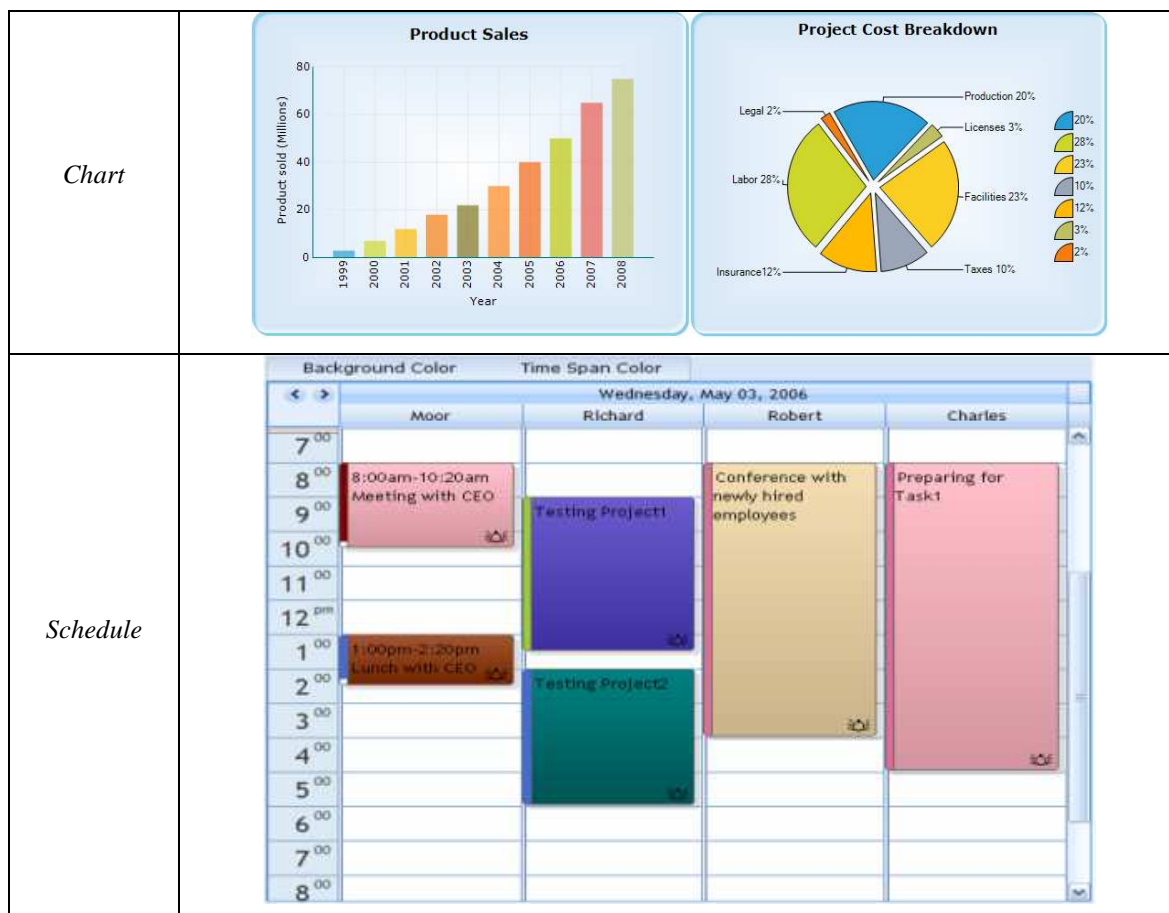 Chart
Product Sales
Product sold (Millions)
80
60
40
20
0
1999
2000
2001
2002
2003
2004
2005
2006
2007
2008
Year
Project Cost Breakdown
Production 20%
Legal 2%
Licenses 3%
Labor 28%
Facilities 23%
Insurance12%
Taxes 10%
20%
28%
23%
10%
12%
3%
2%
Schedule
Background Color Time Span Color
Wednesday, May 03, 2006
Moor Richard Robert Charles
7 00
8 00
9 00
10 00
11 00
12 pm
1 00
2 00
3 00
4 00
5 00
6 00
7 00
8 00
8:00am-10:20am
Meeting with CEO
1:00pm-2:20pm
Lunch with CEO
Testing Project1
Testing Project2
Conference with
newly hired
employees
Preparing for
Task1